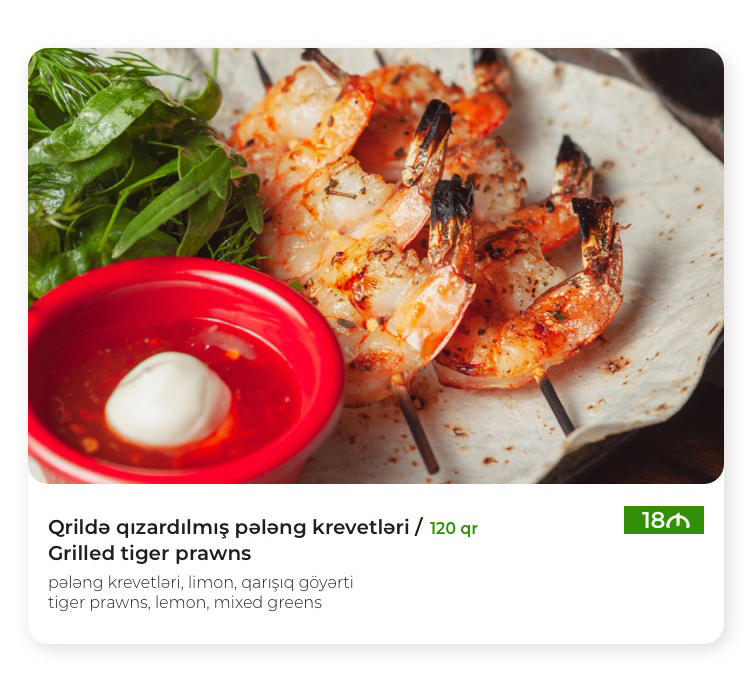 Qrildə qızardılmış pələng krevetləri / 120 qr
Grilled tiger prawns
18₼
pələng krevetləri, limon, qarışıq göyərti
tiger prawns, lemon, mixed greens